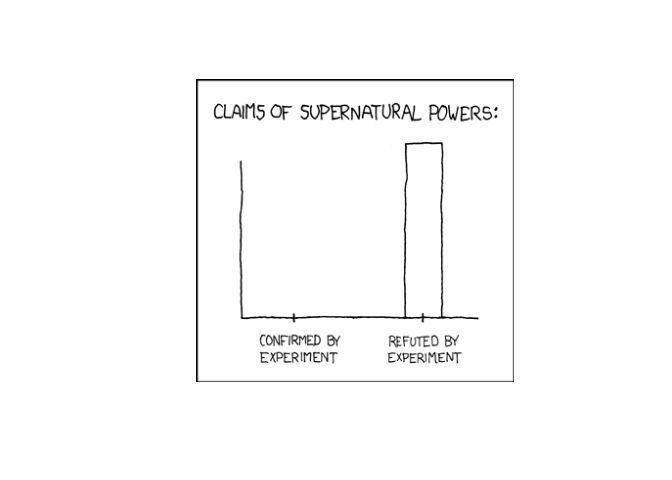 CLAIMS OF SUPERNATURAL POWERS:
CONFIRMED BY
EXPERIMENT
REFUTED BY
EXPERIMENT